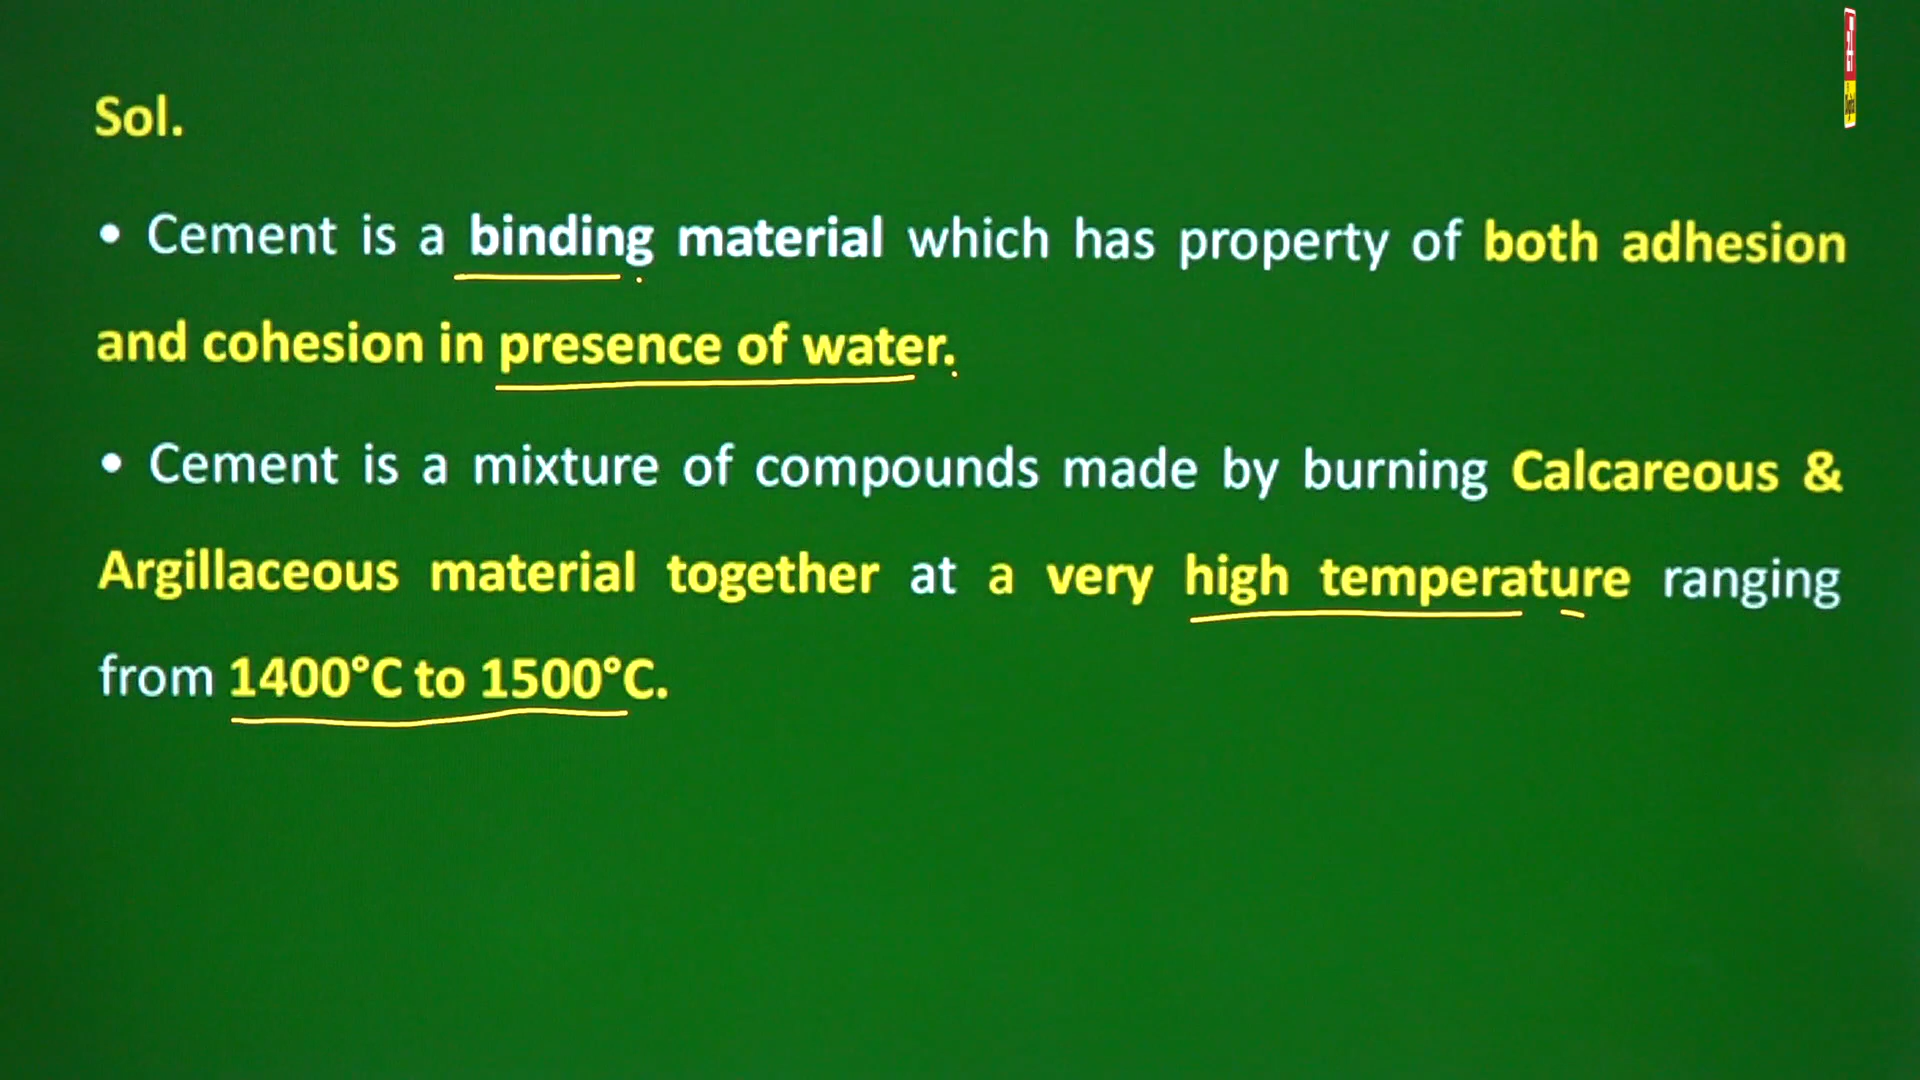 Sol.
• Cement is a binding material which has property of both adhesion
and cohesion in presence of water.
• Cement is a mixture of compounds made by burning Calcareous &
Argillaceous material together at a very high temperature ranging
from 1400°C to 1500°C.